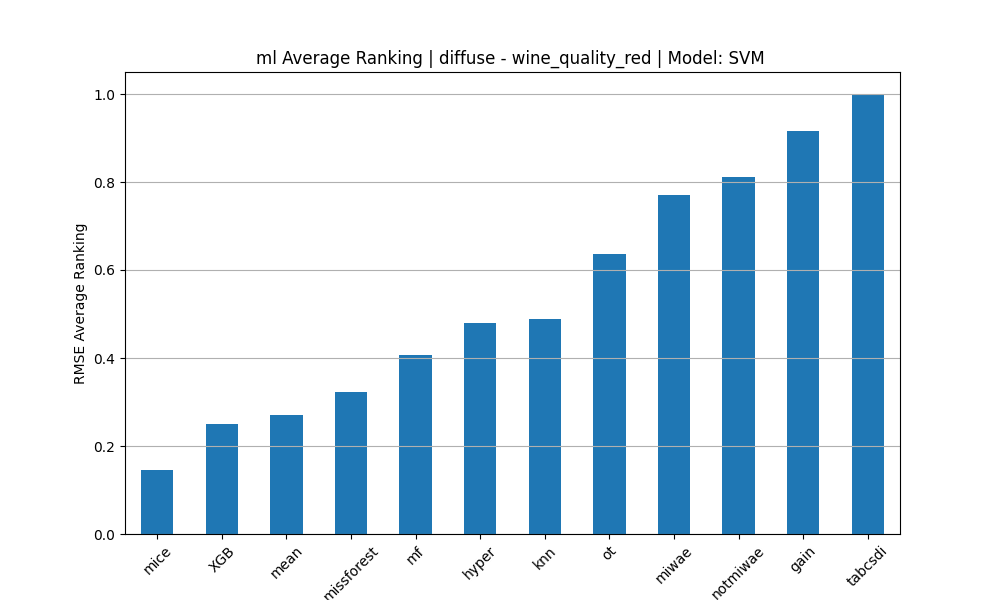 ml Average Ranking | diffuse - wine_quality_red | Model: SVM
RMSE Average Ranking
1.0
0.8
0.6
0.4
0.2
0.0
mice
XGB
mean
missforest
mf
hyper
knn
ot
miwae
notmiwae
gain
tabcsdi